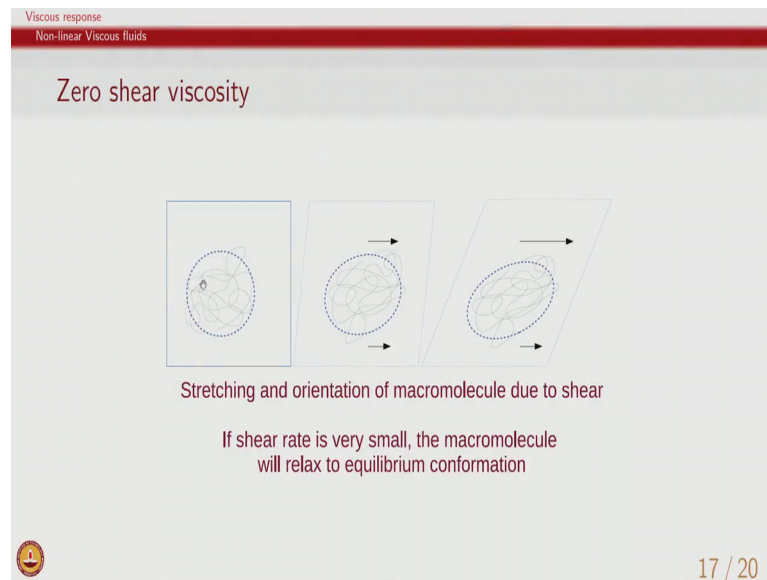 Viscous response
Non-linear Viscous fluids
Zero shear viscosity
Stretching and orientation of macromolecule due to shear
If shear rate is very small, the macromolecule
will relax to equilibrium conformation
17 / 20